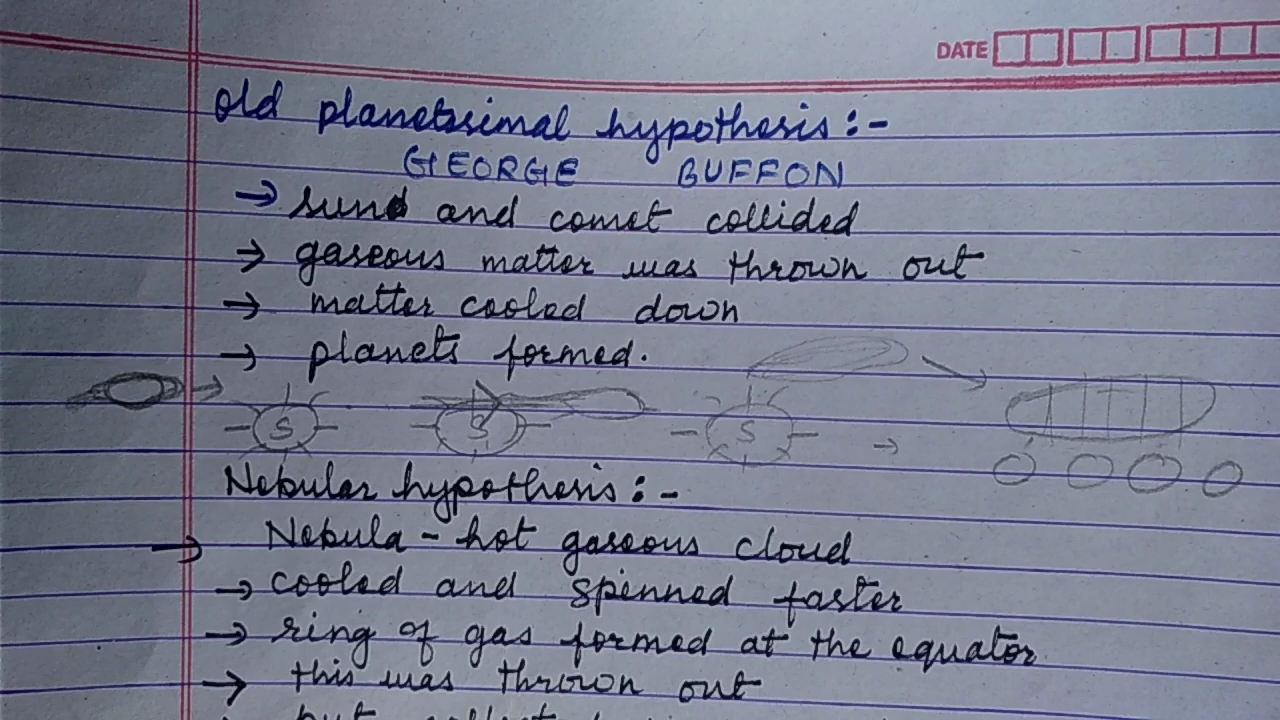 DATE
old planetesimal hypothesis :-
GEORGE BUFFON
→ sun and comet collided
→ gaseous matter was thrown out
→ matter cooled down
→ planets formed.
S S S
Nebular hypothesis :-
→ Nebula - hot gaseous cloud
→ cooled and spinned faster
→ ring of gas formed at the equator
→ this was thrown out
but